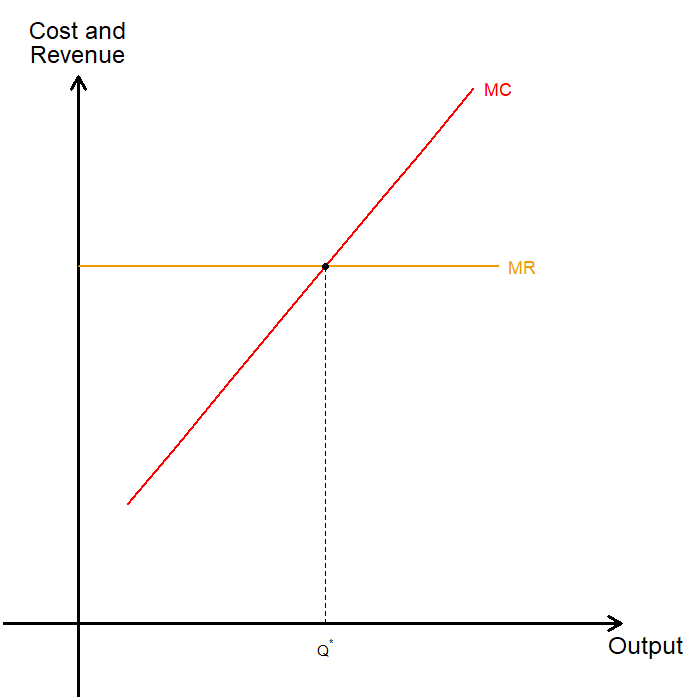 Cost and
Revenue
MC
MR
Q*
Output